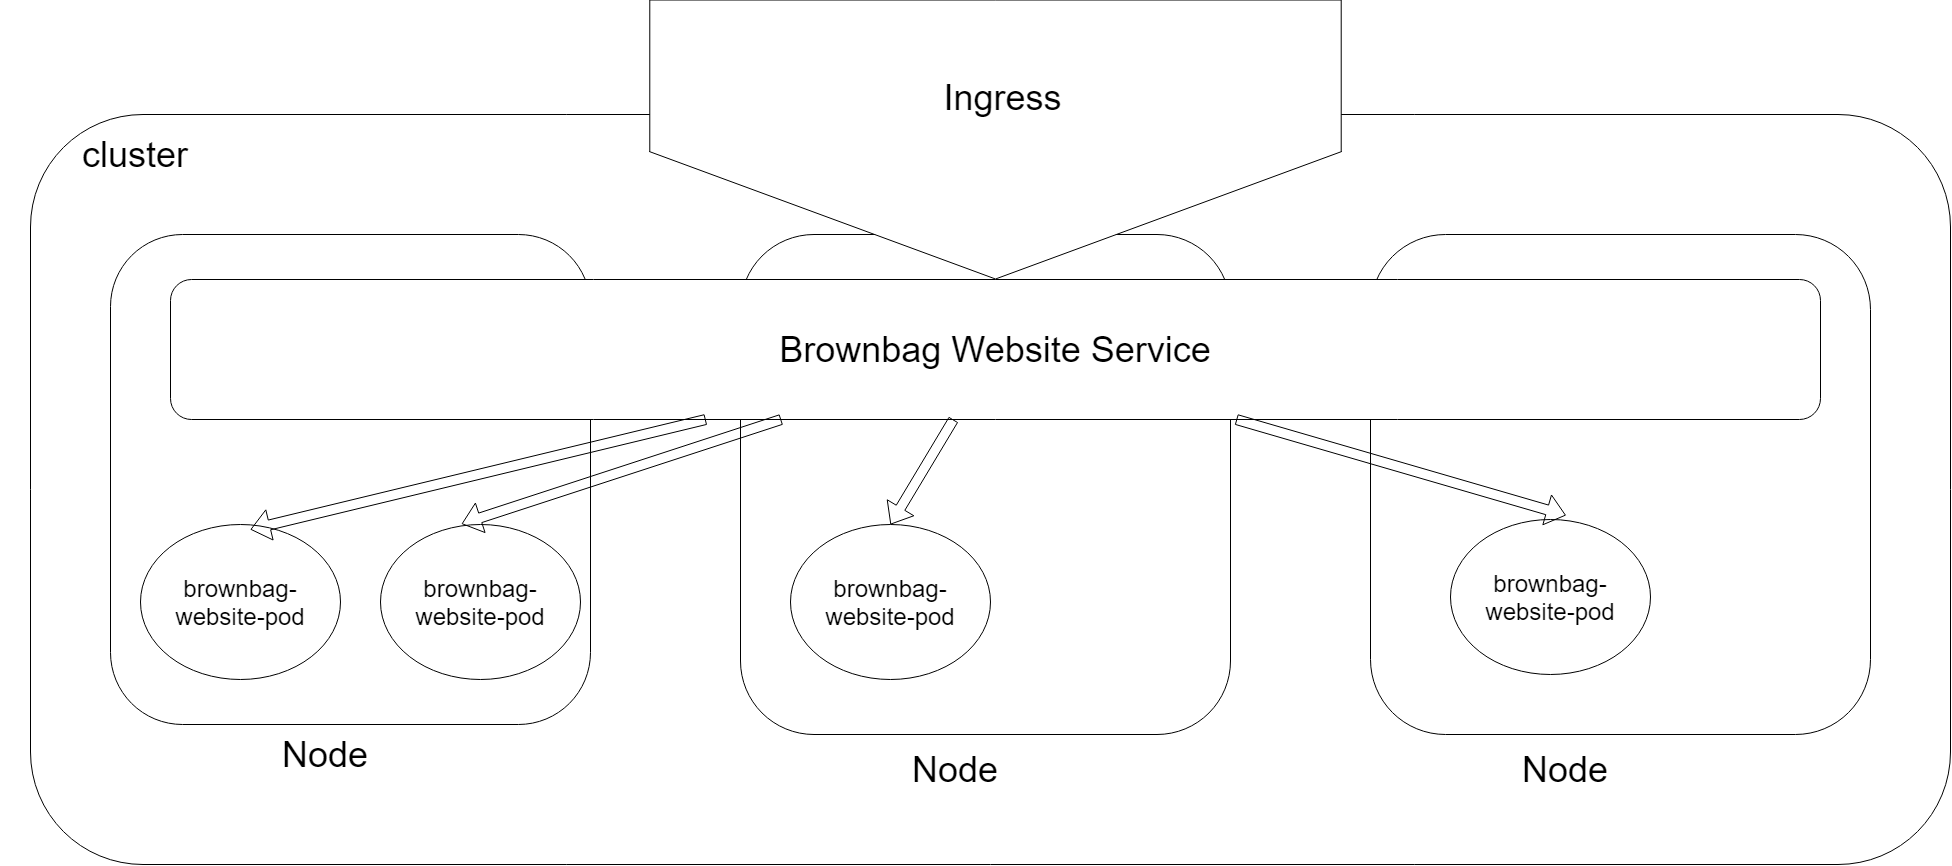 Ingress
cluster
Brownbag Website Service
brownbag-
website-pod
brownbag-
website-pod
brownbag-
website-pod
brownbag-
website-pod
Node
Node
Node